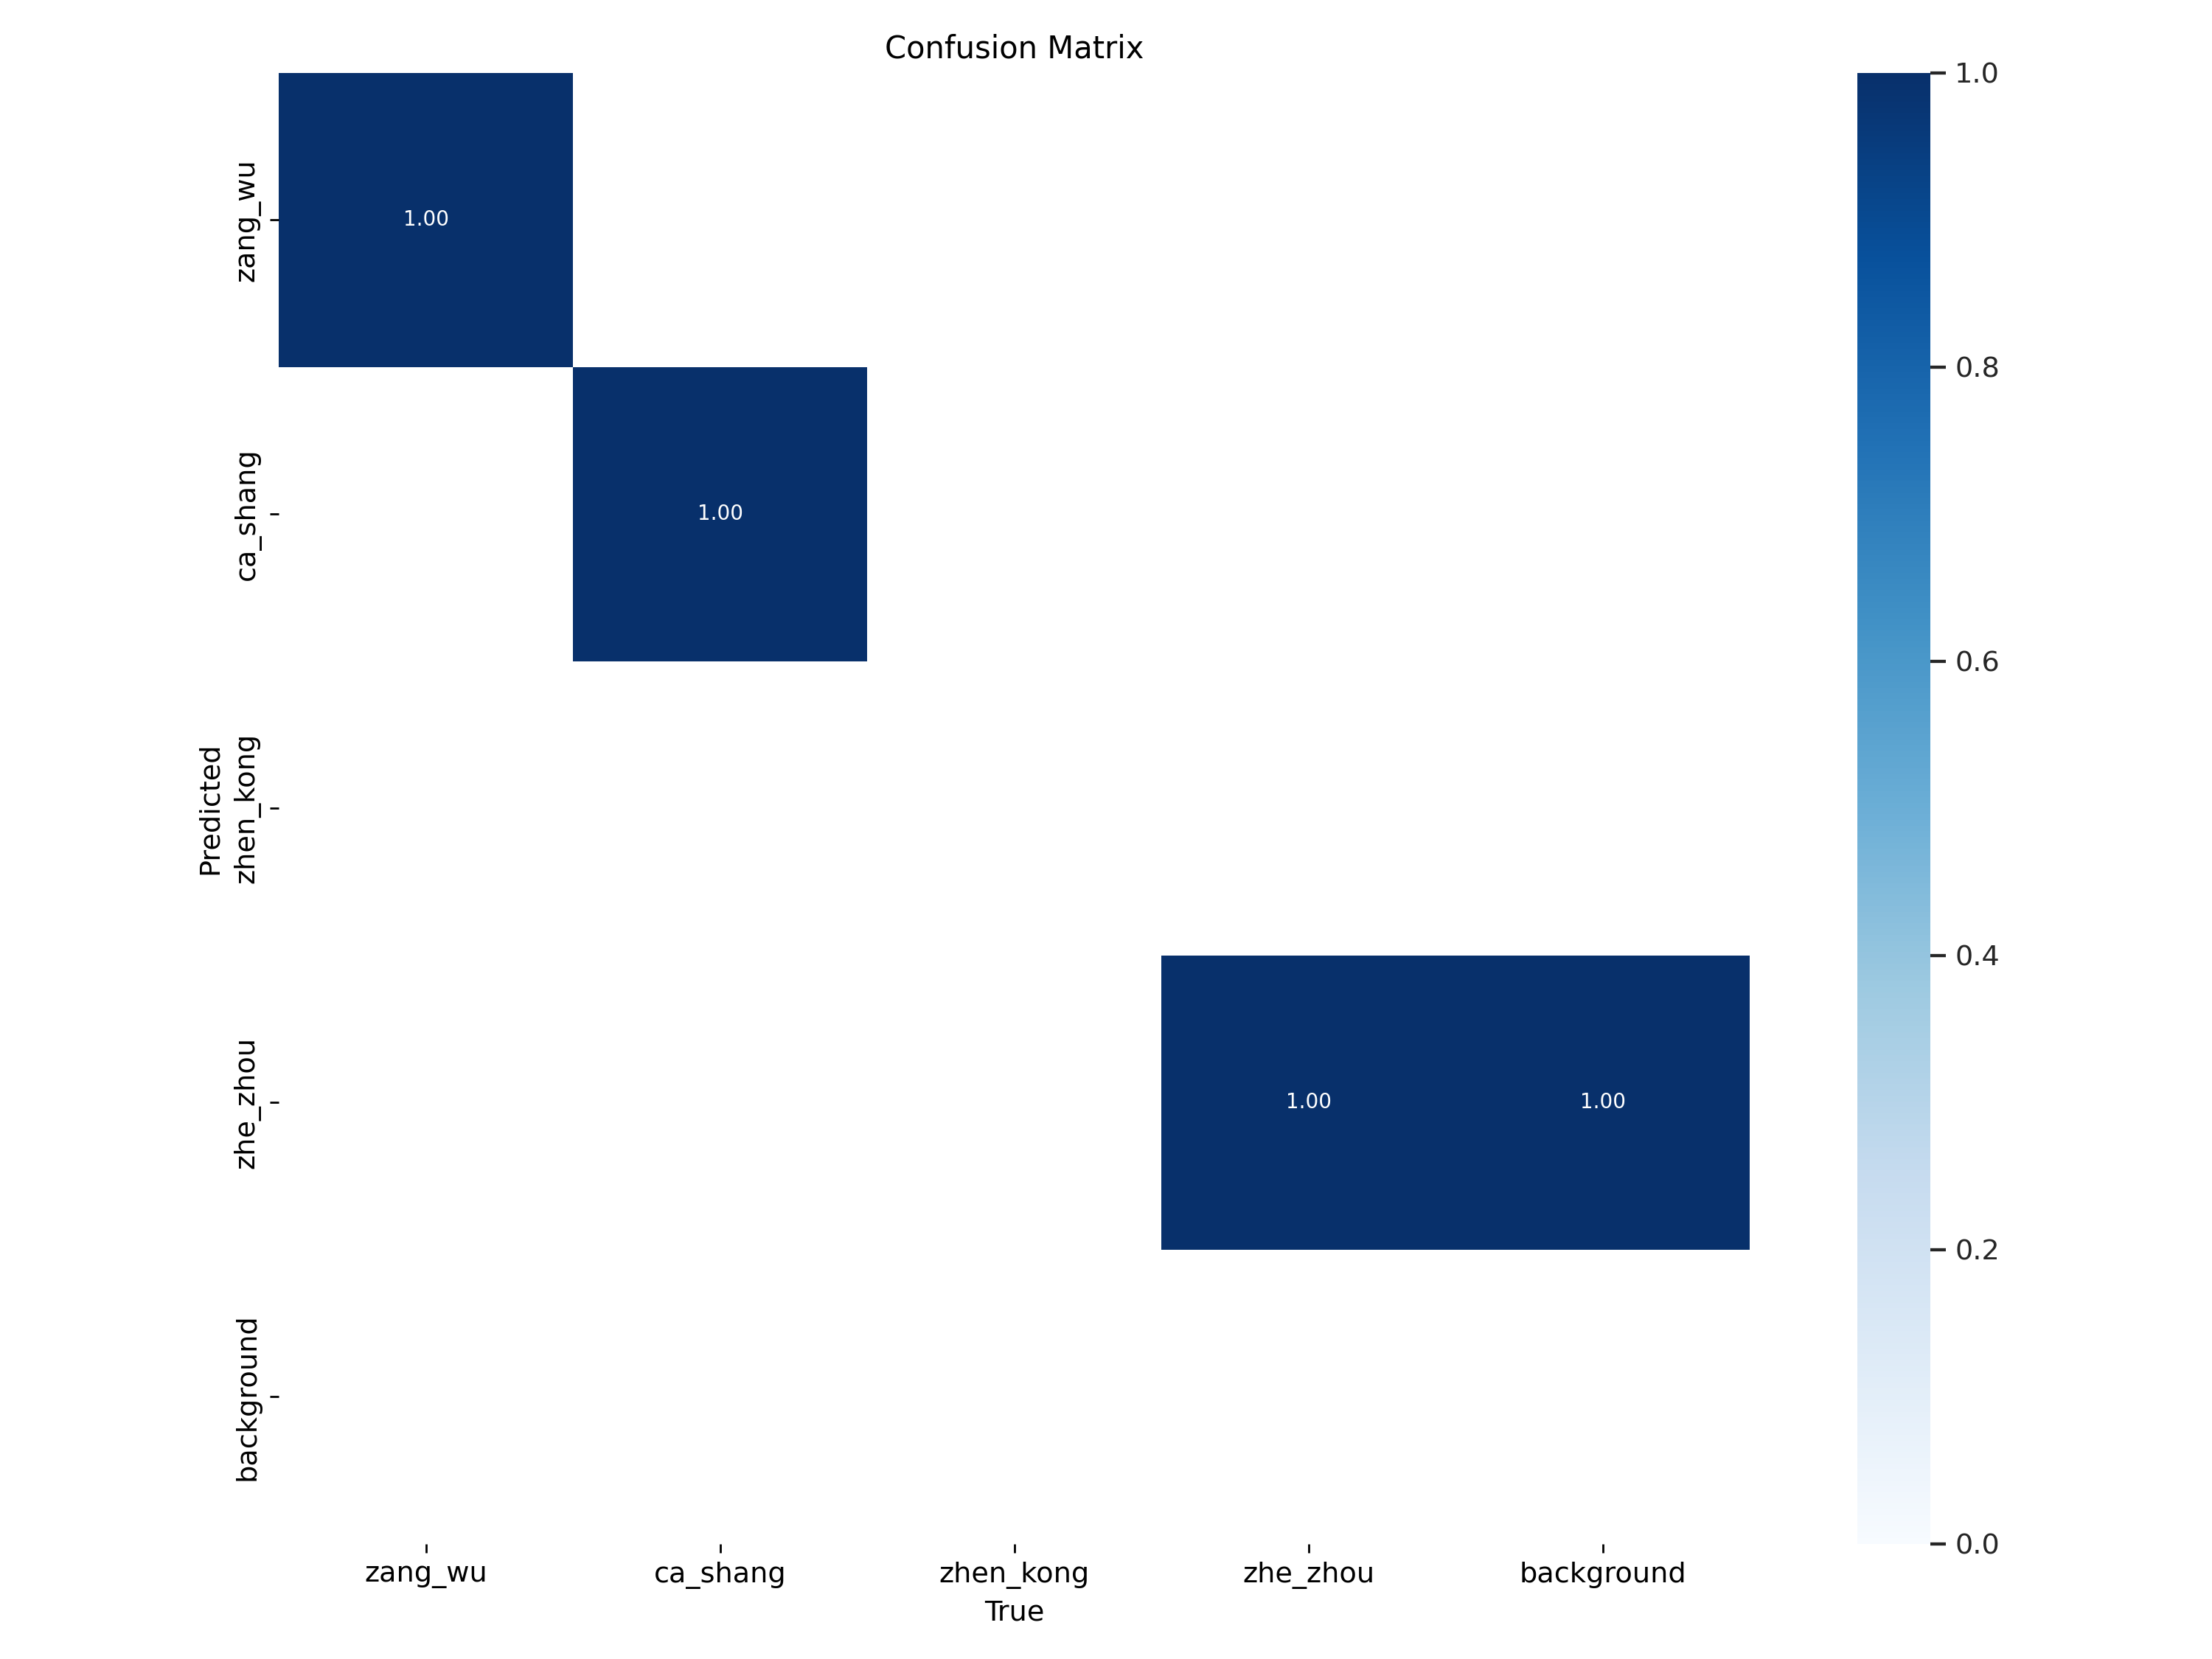 Confusion Matrix
zang_wu
ca_shang
zhen_kong
zhe_zhou
background
Predicted
1.00
1.00
1.00 1.00
zang_wu ca_shang zhen_kong zhe_zhou background
True
1.0
0.8
0.6
0.4
0.2
0.0